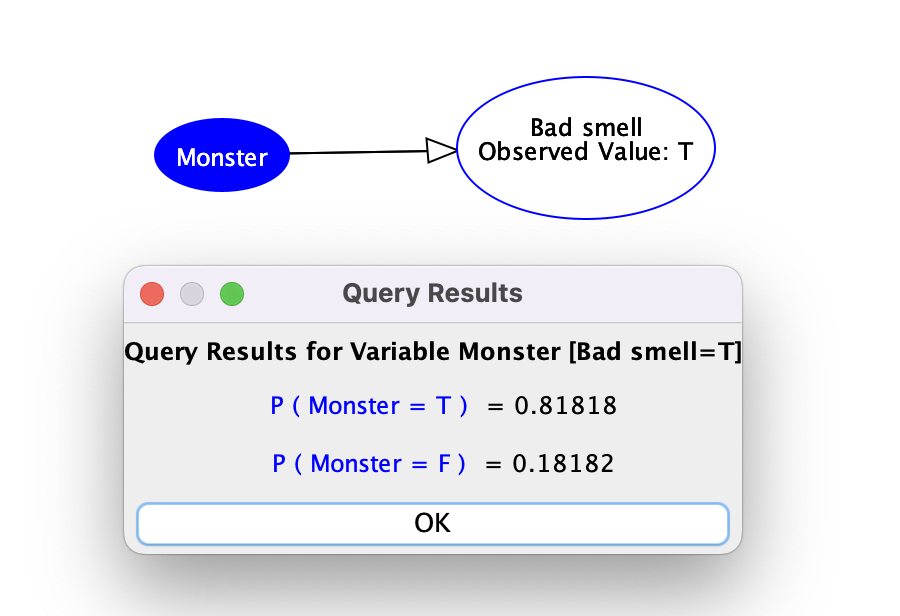 Monster
Bad smell
Observed Value: T
Query Results
Query Results for Variable Monster [Bad smell=T]
P ( Monster = T ) = 0.81818
P ( Monster = F ) = 0.18182
OK